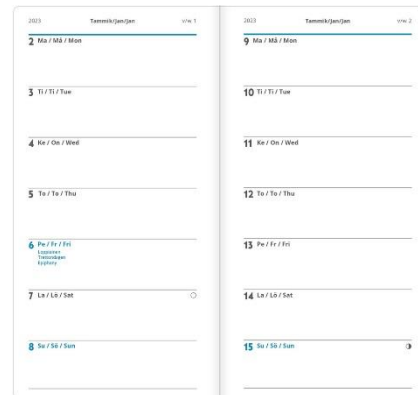 2023 Tammik/Jan/Jan v/w. 1
2 Ma / Må / Mon
3 Ti / Ti / Tue
4 Ke / On / Wed
5 To / To / Thu
6 Pe / Fr / Fri
Loppiainen
Trettondagen
Epiphany
7 La / Lö / Sat
8 Su / Sö / Sun
2023 Tammik/Jan/Jan v/w. 2
9 Ma / Må / Mon
10 Ti / Ti / Tue
11 Ke / On / Wed
12 To / To / Thu
13 Pe / Fr / Fri
14 La / Lö / Sat
15 Su / Sö / Sun